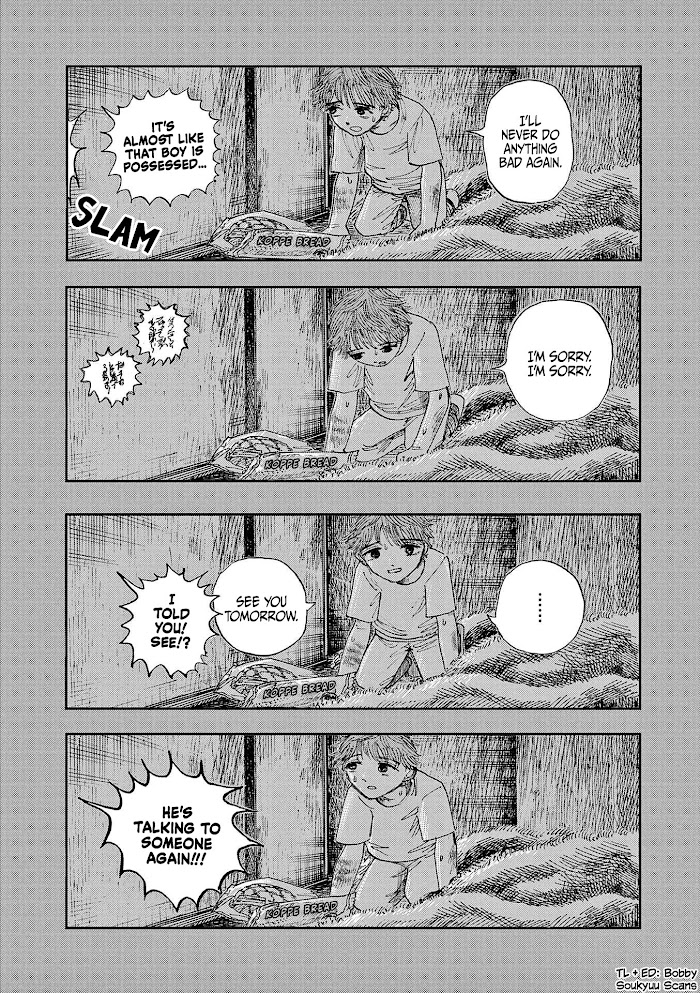 I'LL
NEVER DO
ANYTHING
BAD AGAIN.
IT'S
ALMOST LIKE
THAT BOY IS
POSSESSED...
SLAM
KOPPE BREAD
I'M SORRY.
I'M SORRY.
KOPPE BREAD
......
SEE YOU
TOMORROW.
I
TOLD
YOU!
SEE!?
KOPPE BREAD
HE'S
TALKING TO
SOMEONE
AGAIN!!!
KOPPE BREAD
TL + ED: Bobby
Soukyuu Scans